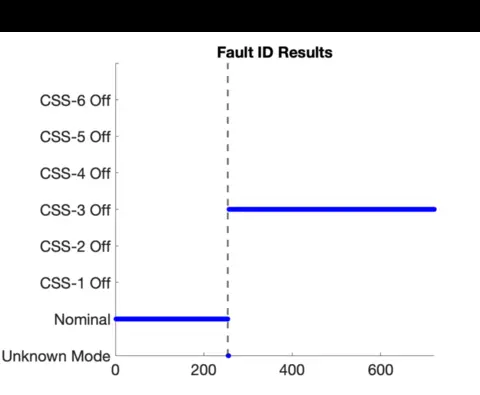 Fault ID Results
CSS-6 Off
CSS-5 Off
CSS-4 Off
CSS-3 Off
CSS-2 Off
CSS-1 Off
Nominal
Unknown Mode
0 200 400 600